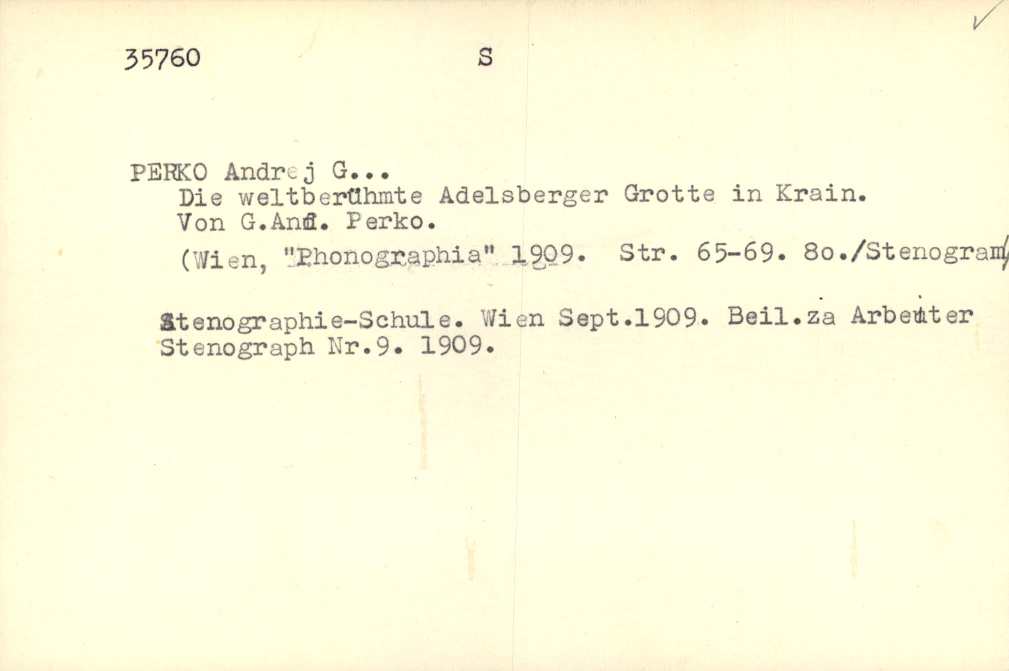 35760 S
PERKO Andrej G...
Die weltberühmte Adelsberger Grotte in Krain.
Von G.And. Perko.
(Wien, "Phonographia" 1909. Str. 65-69. 8o./Stenogram/
Stenographie-Schule. Wien Sept.1909. Beil.za Arbeiter
Stenograph Nr.9. 1909.